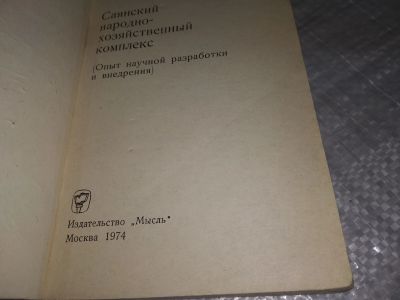 Саянский
народно-
хозяйственный
комплекс
(Опыт научной разработки
и внедрения)
Издательство „Мысль"
Москва 1974